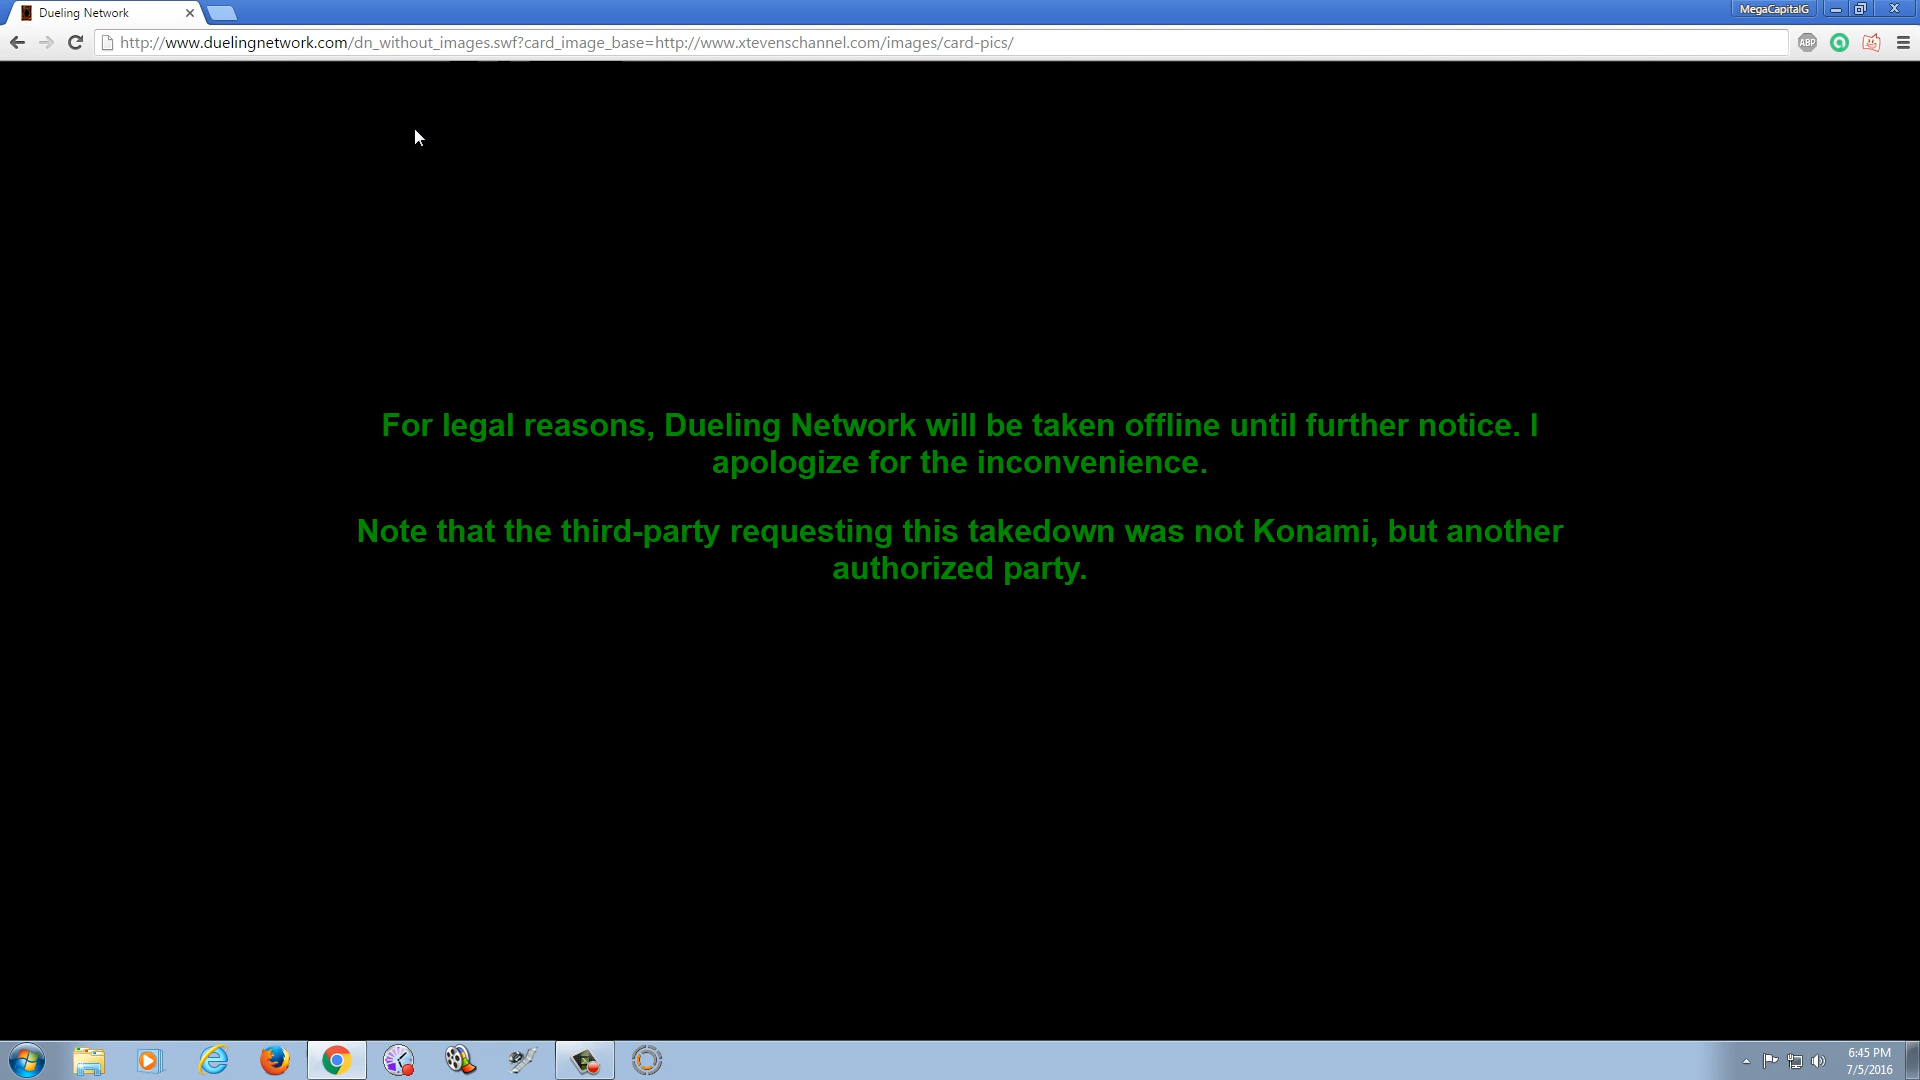 Dueling Network
MegaCapitalG
http://www.duelingnetwork.com/dn_without_images.swf?card_image_base=http://www.xtevenschannel.com/images/card-pics/
ABP
For legal reasons, Dueling Network will be taken offline until further notice. I
apologize for the inconvenience.
Note that the third-party requesting this takedown was not Konami, but another
authorized party.
6:45 PM
7/5/2016